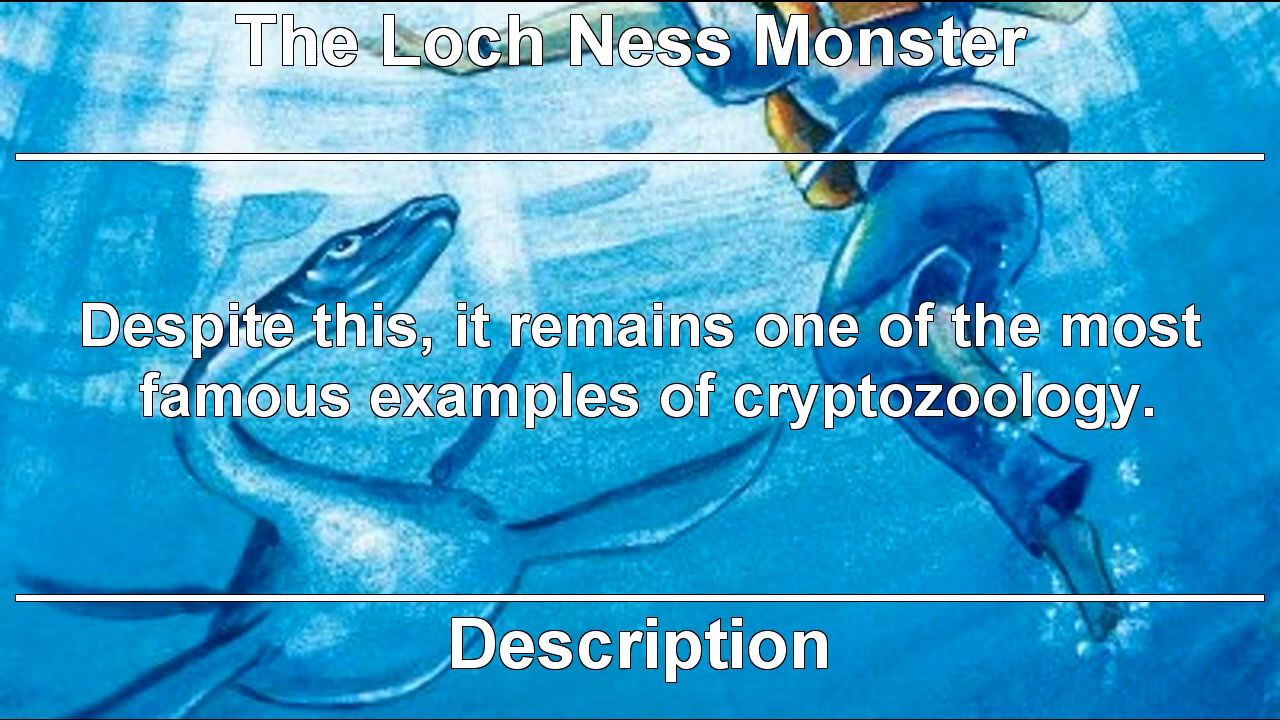 The Loch Ness Monster
Despite this, it remains one of the most
famous examples of cryptozoology.
Description